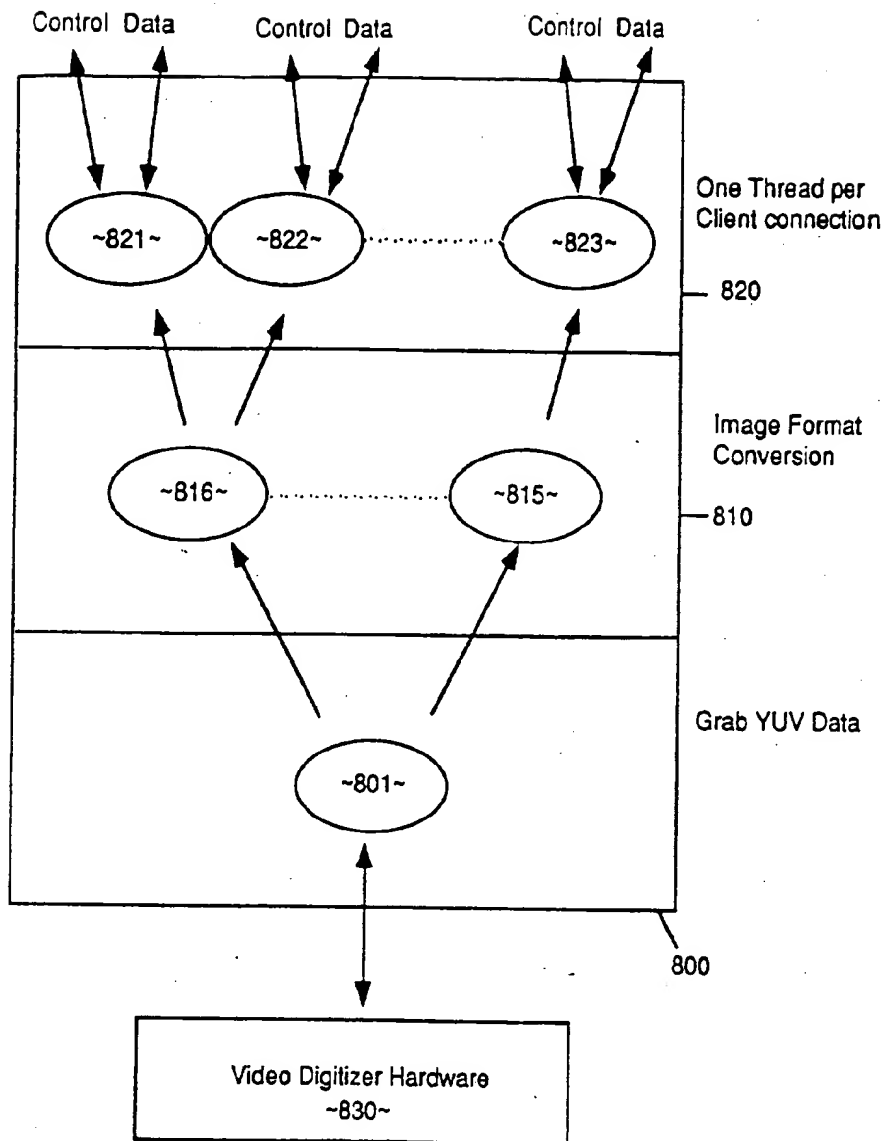 Control Data
Control Data
Control Data
~821~
~822~
~823~
One Thread per
Client connection
820
~816~
~815~
Image Format
Conversion
810
~801~
Grab YUV Data
800
Video Digitizer Hardware
~830~